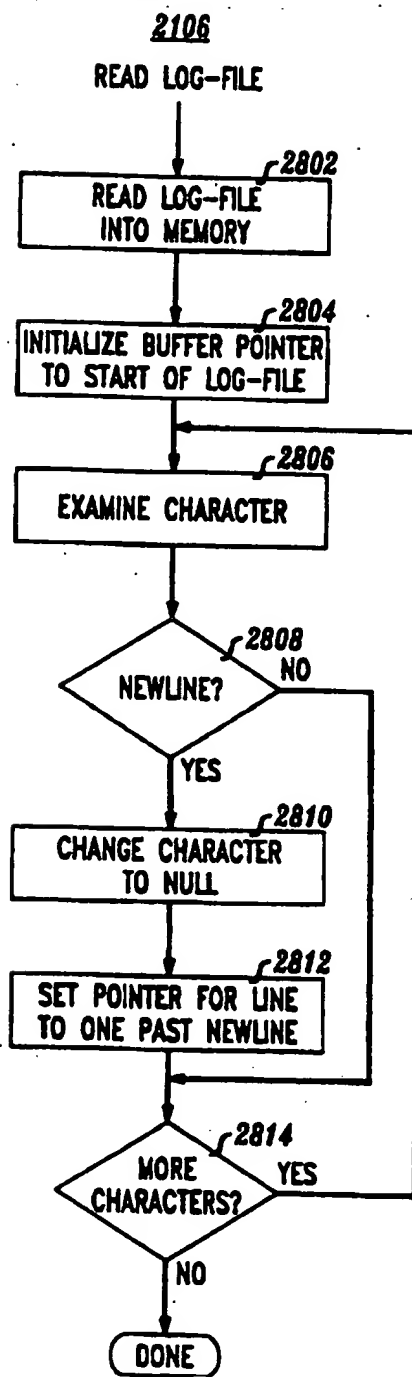 2106
READ LOG-FILE
2802
READ LOG-FILE
INTO MEMORY
2804
INITIALIZE BUFFER POINTER
TO START OF LOG-FILE
2806
EXAMINE CHARACTER
2808
NEWLINE?
NO
YES
2810
CHANGE CHARACTER
TO NULL
2812
SET POINTER FOR LINE
TO ONE PAST NEWLINE
2814
MORE
CHARACTERS?
YES
NO
DONE